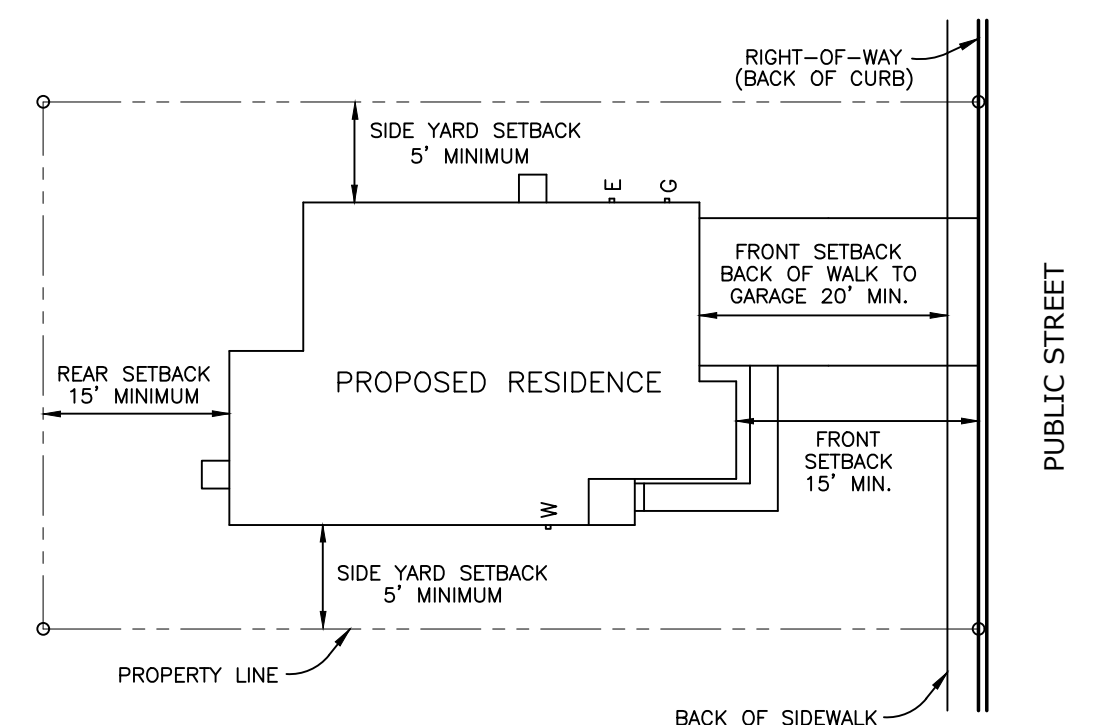 RIGHT-OF-WAY
(BACK OF CURB)
SIDE YARD SETBACK
5' MINIMUM
E
G
FRONT SETBACK
BACK OF WALK TO
GARAGE 20' MIN.
PUBLIC STREET
REAR SETBACK
15' MINIMUM
PROPOSED RESIDENCE
FRONT
SETBACK
15' MIN.
W
SIDE YARD SETBACK
5' MINIMUM
PROPERTY LINE
BACK OF SIDEWALK